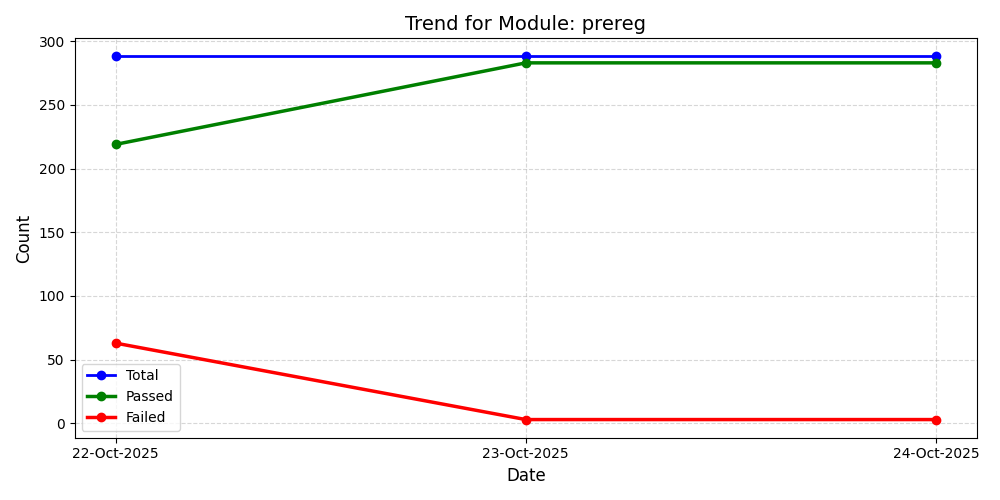 Trend for Module: prereg
300
250
200
150
100
50
0
Count
Total
Passed
Failed
22-Oct-2025
23-Oct-2025
24-Oct-2025
Date